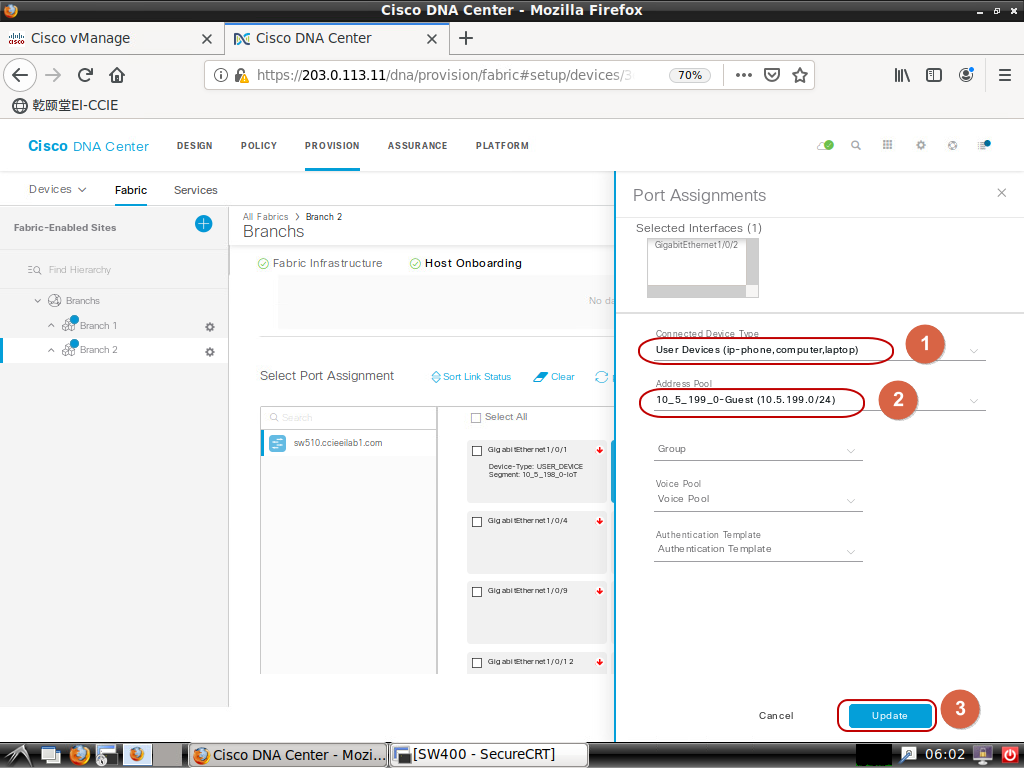 Cisco DNA Center - Mozilla Firefox
Cisco vManage
Cisco DNA Center
https://203.0.113.11/dna/provision/fabric#setup/devices/3
70%
乾颐堂EI-CCIE
Cisco DNA Center
DESIGN
POLICY
PROVISION
ASSURANCE
PLATFORM
Devices
Fabric
Services
Fabric-Enabled Sites
Find Hierarchy
Branchs
Branch 1
Branch 2
All Fabrics > Branch 2
Branchs
Fabric Infrastructure
Host Onboarding
No da
Select Port Assignment
Sort Link Status
Clear
Search
sw510.ccieeilab1.com
Select All
GigabitEthernet1/0/1
Device-Type: USER_DEVICE
Segment: 10_5_198_0-IoT
GigabitEthernet1/0/4
GigabitEthernet1/0/9
GigabitEthernet1/0/12
Port Assignments
Selected Interfaces (1)
GigabitEthernet1/0/2
Connected Device Type
User Devices (ip-phone,computer,laptop)
1
Address Pool
10_5_199_0-Guest (10.5.199.0/24)
2
Group
Voice Pool
Voice Pool
Authentication Template
Authentication Template
Cancel
Update
3
Cisco DNA Center - Mozi...
[SW400 - SecureCRT]
06:02